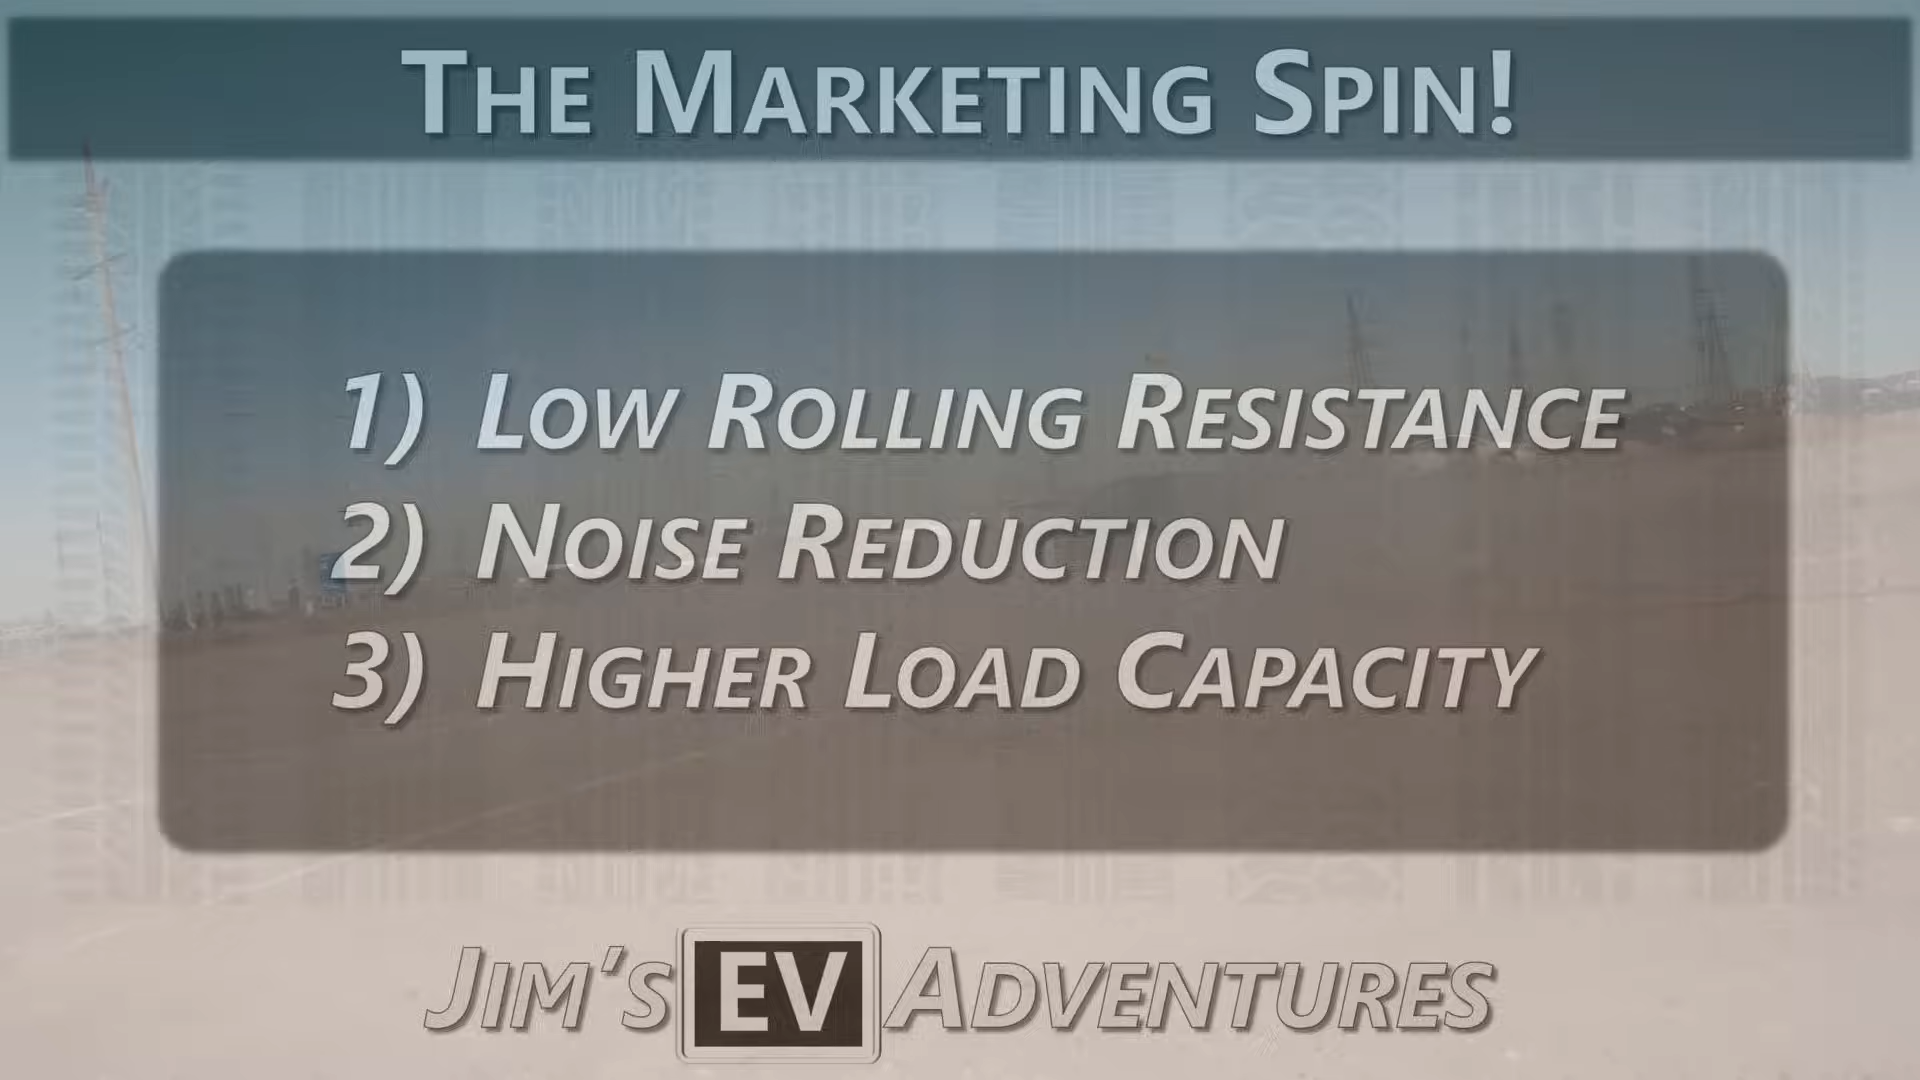 THE MARKETING SPIN!
1) LOW ROLLING RESISTANCE
2) NOISE REDUCTION
3) HIGHER LOAD CAPACITY
JIM'S EV ADVENTURES